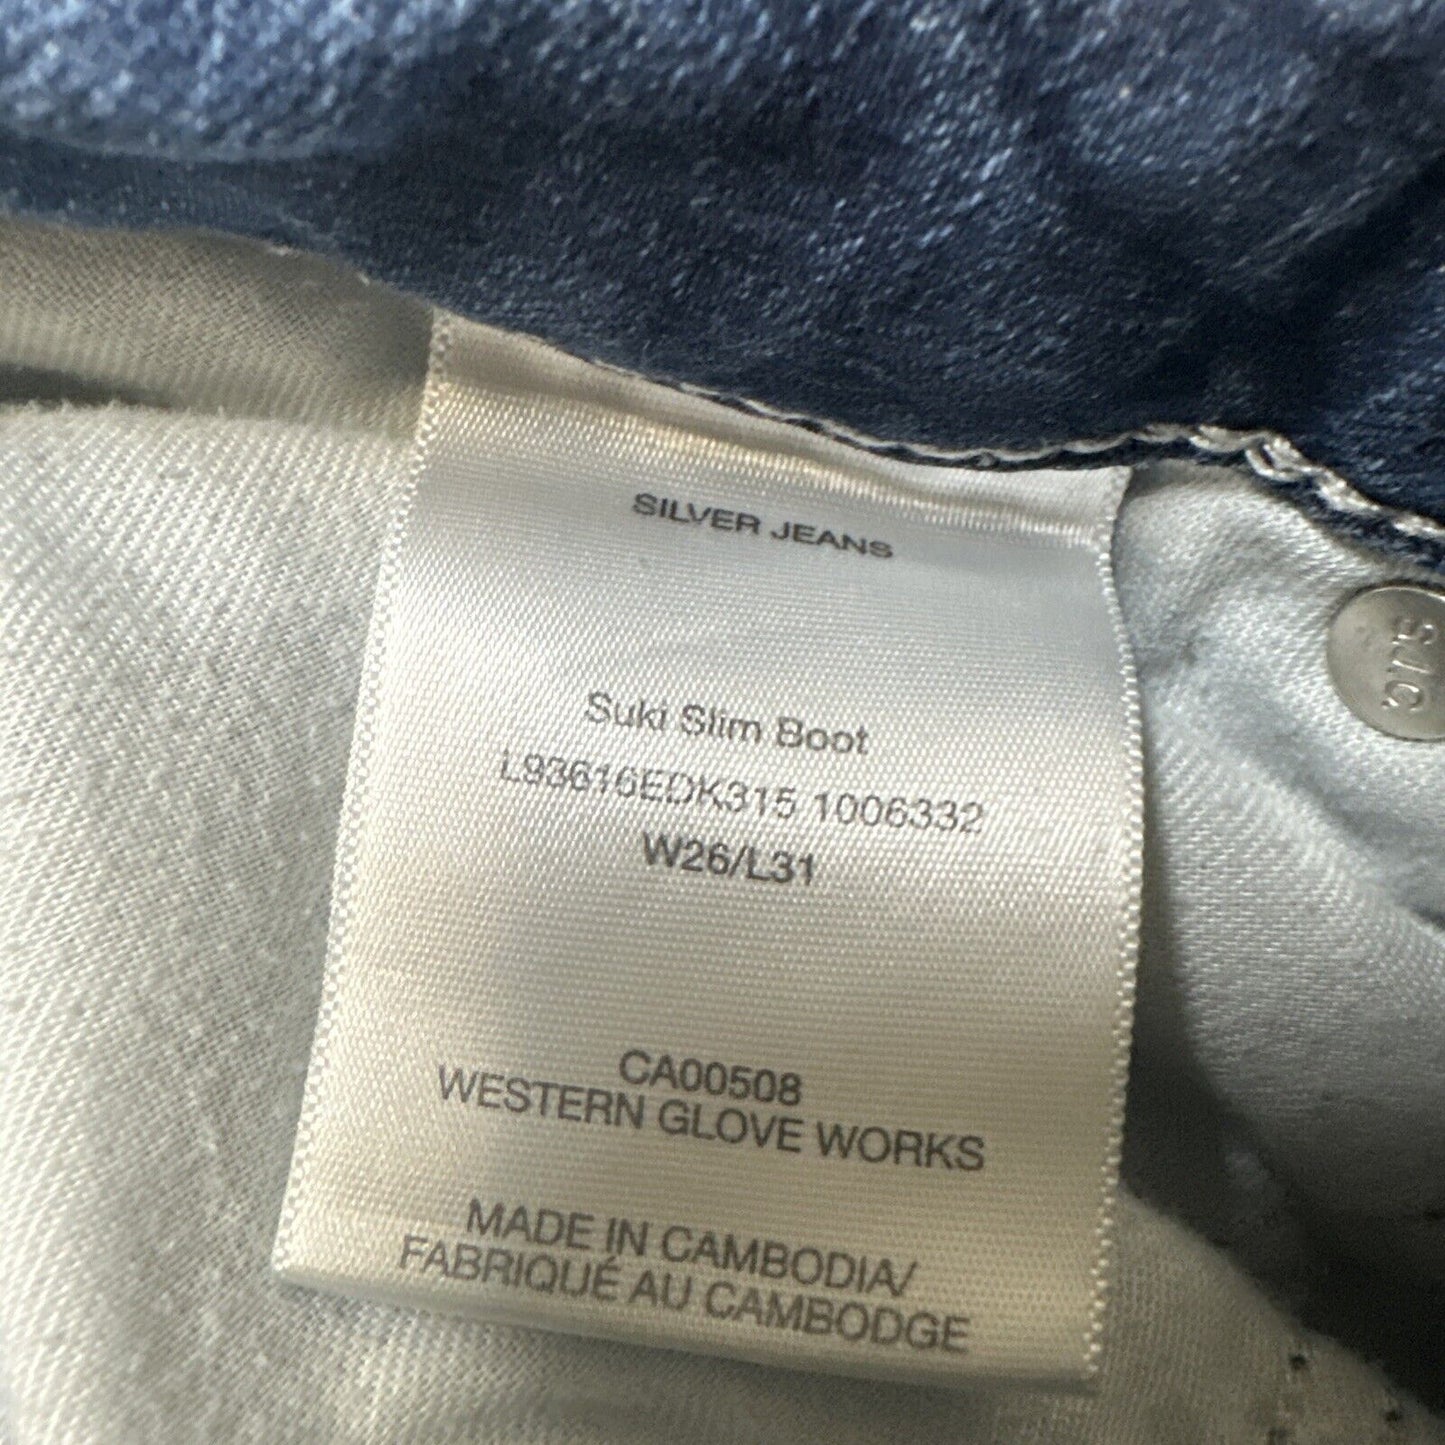 SILVER JEANS
Suki Slim Boot
L93616EDK315 1006332
W26/L31
CA00508
WESTERN GLOVE WORKS
MADE IN CAMBODIA/
FABRIQUÉ AU CAMBODGE
SJC